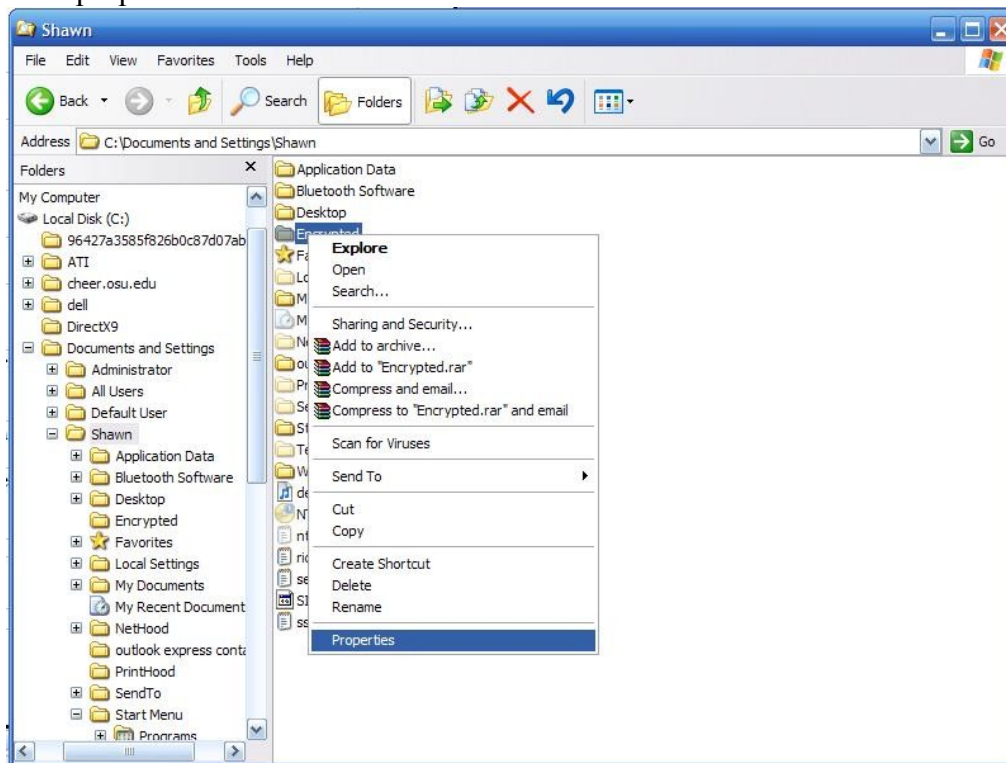 Shawn
File Edit View Favorites Tools Help
Back Search Folders
Address C:\Documents and Settings\Shawn Go
Folders X
My Computer
Local Disk (C:)
96427a3585f826b0c87d07ab
ATI
cheer.osu.edu
dell
DirectX9
Documents and Settings
Administrator
All Users
Default User
Shawn
Application Data
Bluetooth Software
Desktop
Encrypted
Favorites
Local Settings
My Documents
My Recent Document
NetHood
outlook express conta
PrintHood
SendTo
Start Menu
Programs
Application Data
Bluetooth Software
Desktop
Encrypted
Explore
Open
Search...
Sharing and Security...
Add to archive...
Add to "Encrypted.rar"
Compress and email...
Compress to "Encrypted.rar" and email
Scan for Viruses
Send To
Cut
Copy
Create Shortcut
Delete
Rename
Properties